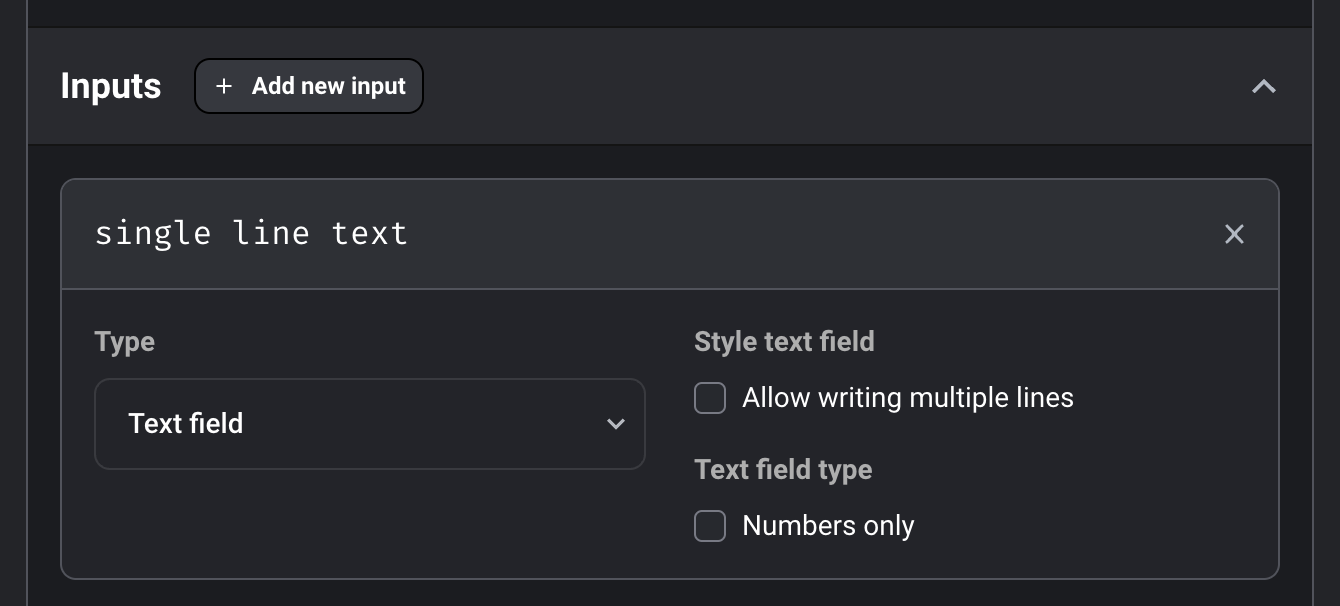 Inputs
Add new input
single line text
Type
Text field
Style text field
Allow writing multiple lines
Text field type
Numbers only